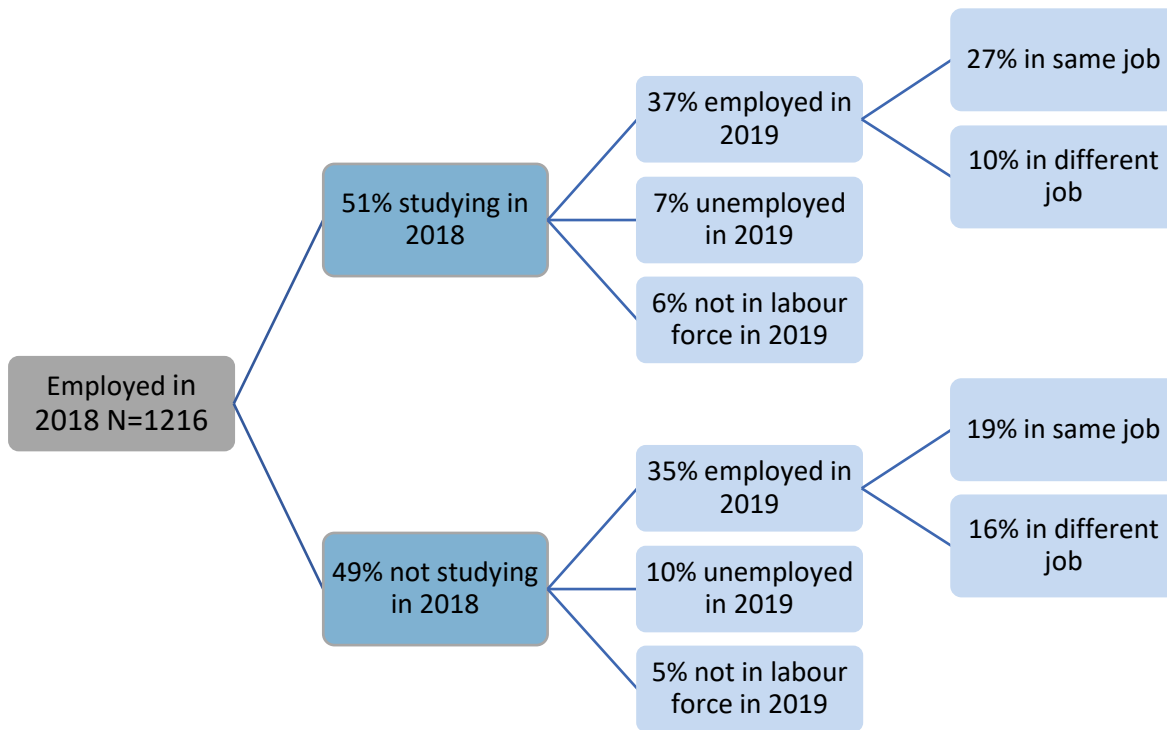 Employed in
2018 N=1216
51% studying in
2018
37% employed in
2019
27% in same job
10% in different
job
7% unemployed
in 2019
6% not in labour
force in 2019
49% not studying
in 2018
35% employed in
2019
19% in same job
16% in different
job
10% unemployed
in 2019
5% not in labour
force in 2019